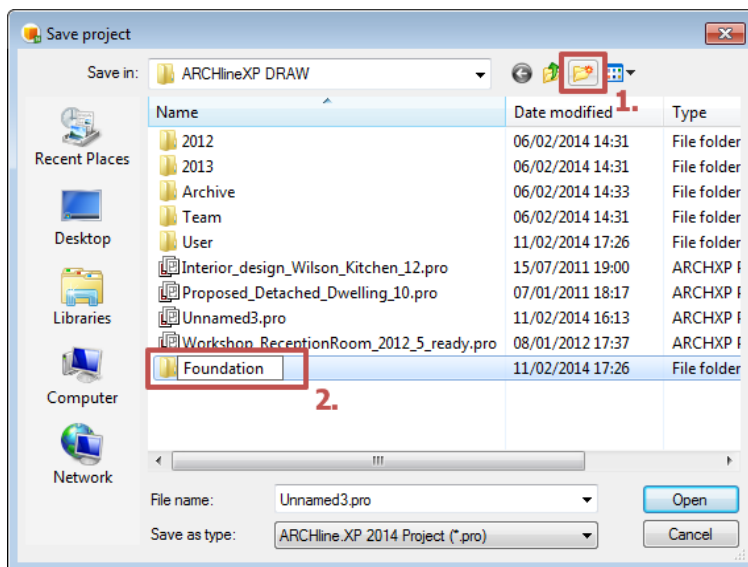 Save project
Save in: ARCHlineXP DRAW
1.
Name Date modified Type
2012 06/02/2014 14:31 File folder
2013 06/02/2014 14:31 File folder
Archive 06/02/2014 14:33 File folder
Team 06/02/2014 14:31 File folder
User 11/02/2014 17:26 File folder
Interior_design_Wilson_Kitchen_12.pro 15/07/2011 19:00 ARCHXP
Proposed_Detached_Dwelling_10.pro 07/01/2011 18:17 ARCHXP
Unnamed3.pro 11/02/2014 16:13 ARCHXP
Workshop_ReceptionRoom_2012_5_ready.pro 08/01/2012 17:37 ARCHXP
Foundation 11/02/2014 17:26 File folder
2.
Recent Places
Desktop
Libraries
Computer
Network
File name: Unnamed3.pro Open
Save as type: ARCHline.XP 2014 Project (*.pro) Cancel